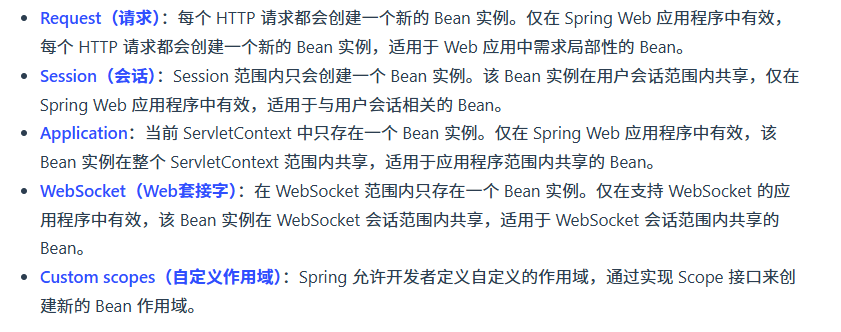 • Request（请求）：每个 HTTP 请求都会创建一个新的 Bean 实例。仅在 Spring Web 应用程序中有效，
每个 HTTP 请求都会创建一个新的 Bean 实例，适用于 Web 应用中需求局部性的 Bean。
• Session（会话）：Session 范围内只会创建一个 Bean 实例。该 Bean 实例在用户会话范围内共享，仅在
Spring Web 应用程序中有效，适用于与用户会话相关的 Bean。
• Application：当前 ServletContext 中只存在一个 Bean 实例。仅在 Spring Web 应用程序中有效，该
Bean 实例在整个 ServletContext 范围内共享，适用于应用程序范围内共享的 Bean。
• WebSocket（Web套接字）：在 WebSocket 范围内只存在一个 Bean 实例。仅在支持 WebSocket 的应
用程序中有效，该 Bean 实例在 WebSocket 会话范围内共享，适用于 WebSocket 会话范围内共享的
Bean。
• Custom scopes（自定义作用域）：Spring 允许开发者定义自定义的作用域，通过实现 Scope 接口来创
建新的 Bean 作用域。